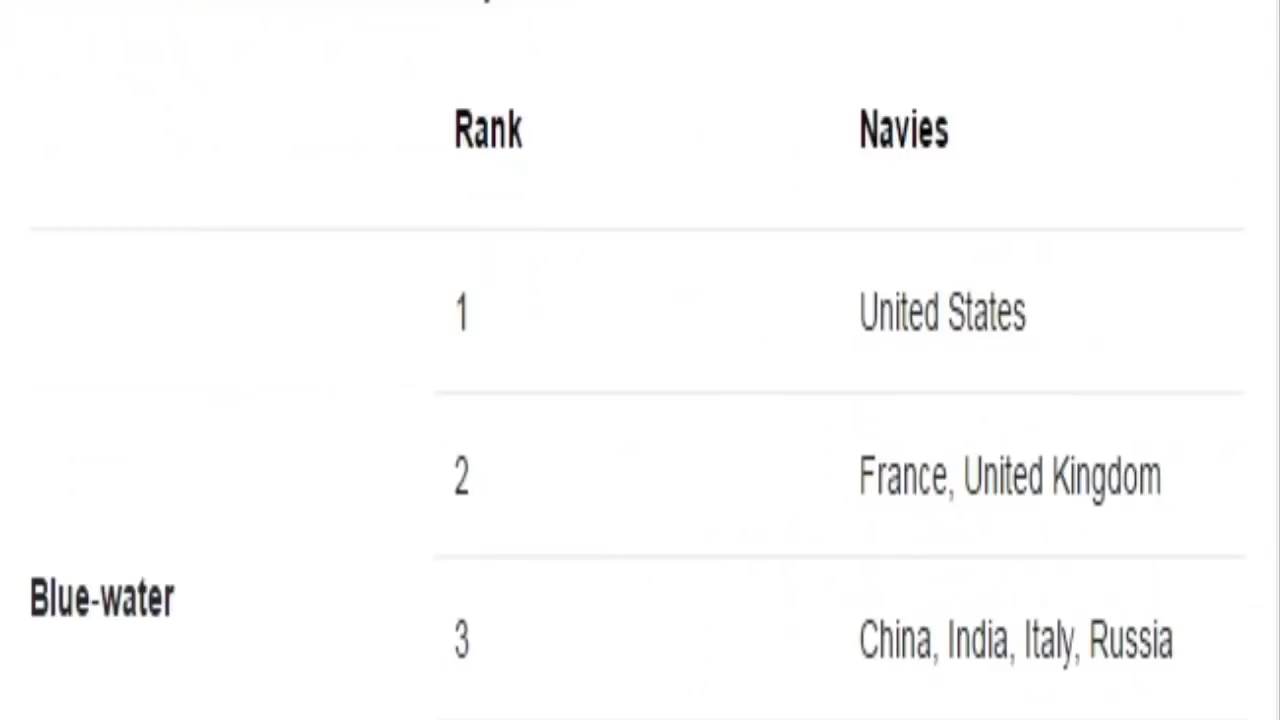 Rank Navies
1 United States
2 France, United Kingdom
Blue-water
3 China, India, Italy, Russia